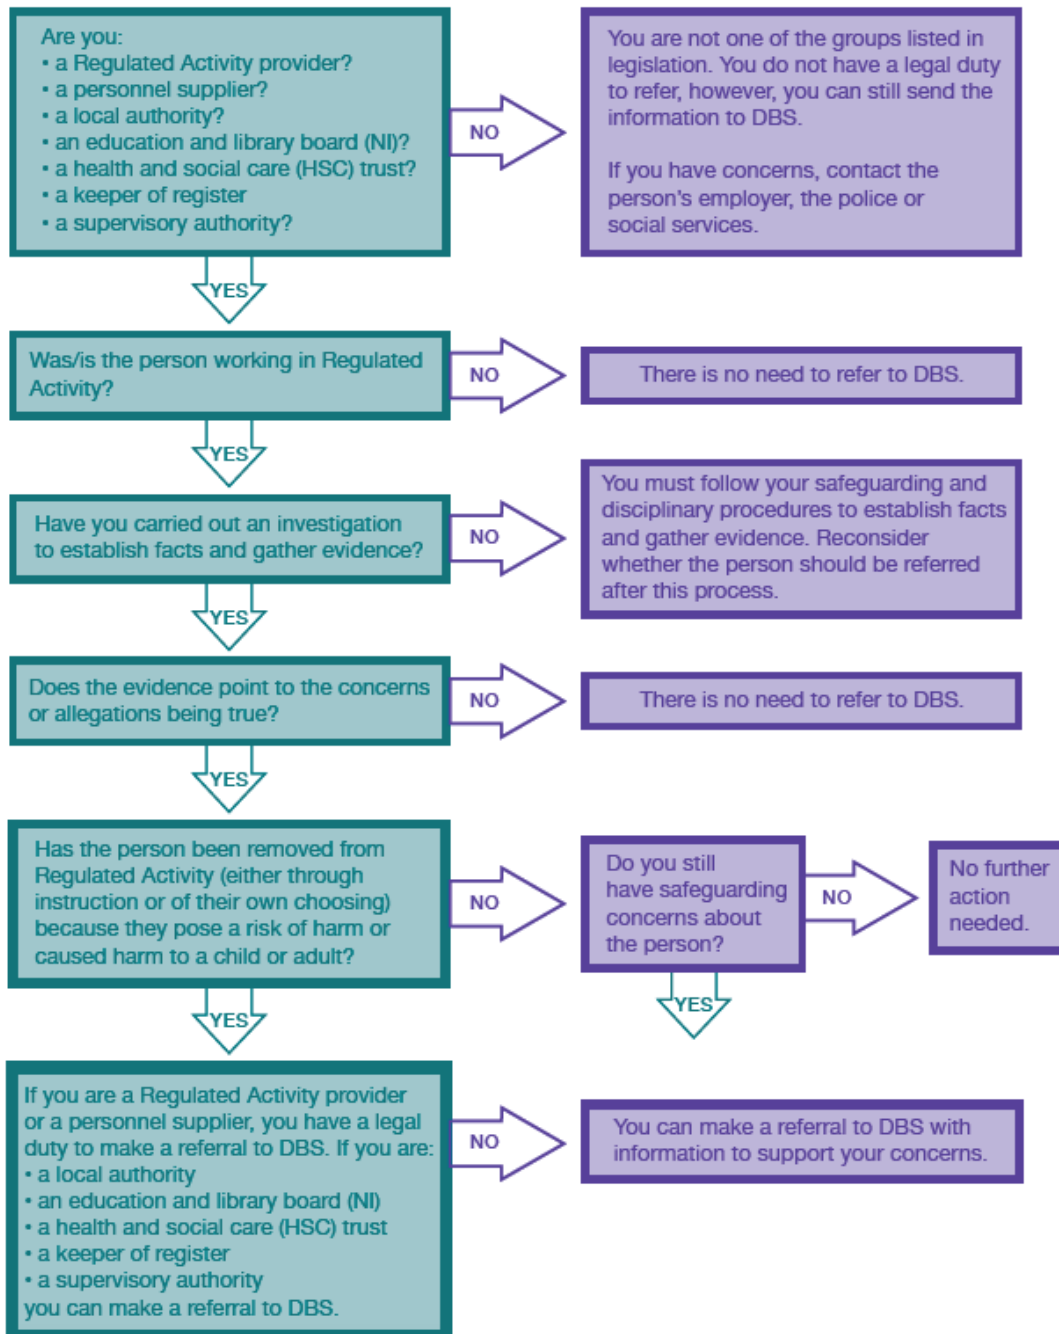 Are you:
• a Regulated Activity provider?
• a personnel supplier?
• a local authority?
• an education and library board (NI)?
• a health and social care (HSC) trust?
• a keeper of register
• a supervisory authority?
NO
You are not one of the groups listed in
legislation. You do not have a legal duty
to refer, however, you can still send the
information to DBS.
If you have concerns, contact the
person's employer, the police or
social services.
YES
Was/is the person working in Regulated
Activity?
NO
There is no need to refer to DBS.
YES
Have you carried out an investigation
to establish facts and gather evidence?
NO
You must follow your safeguarding and
disciplinary procedures to establish facts
and gather evidence. Reconsider
whether the person should be referred
after this process.
YES
Does the evidence point to the concerns
or allegations being true?
NO
There is no need to refer to DBS.
YES
Has the person been removed from
Regulated Activity (either through
instruction or of their own choosing)
because they pose a risk of harm or
caused harm to a child or adult?
NO
Do you still
have safeguarding
concerns about
the person?
NO
No further
action
needed.
YES
YES
If you are a Regulated Activity provider
or a personnel supplier, you have a legal
duty to make a referral to DBS. If you are:
• a local authority
• an education and library board (NI)
• a health and social care (HSC) trust
• a keeper of register
• a supervisory authority
you can make a referral to DBS.
NO
You can make a referral to DBS with
information to support your concerns.